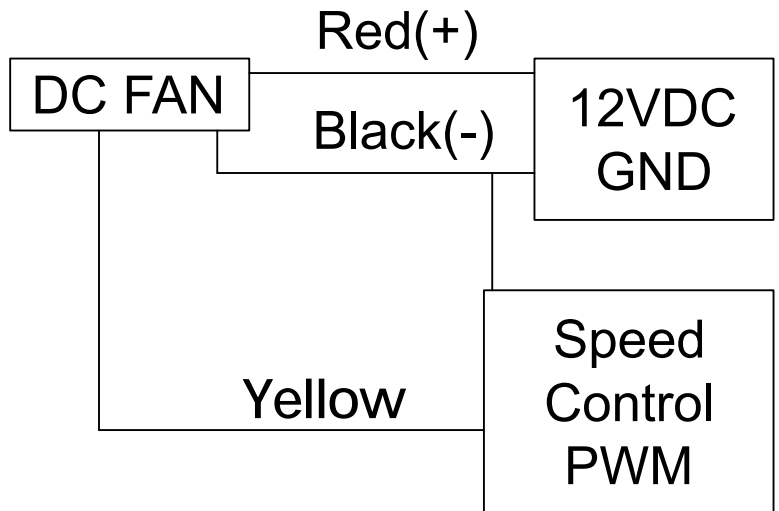 Red(+)
DC FAN
12VDC
Black(-)
GND
Speed
Control
Yellow
PWM